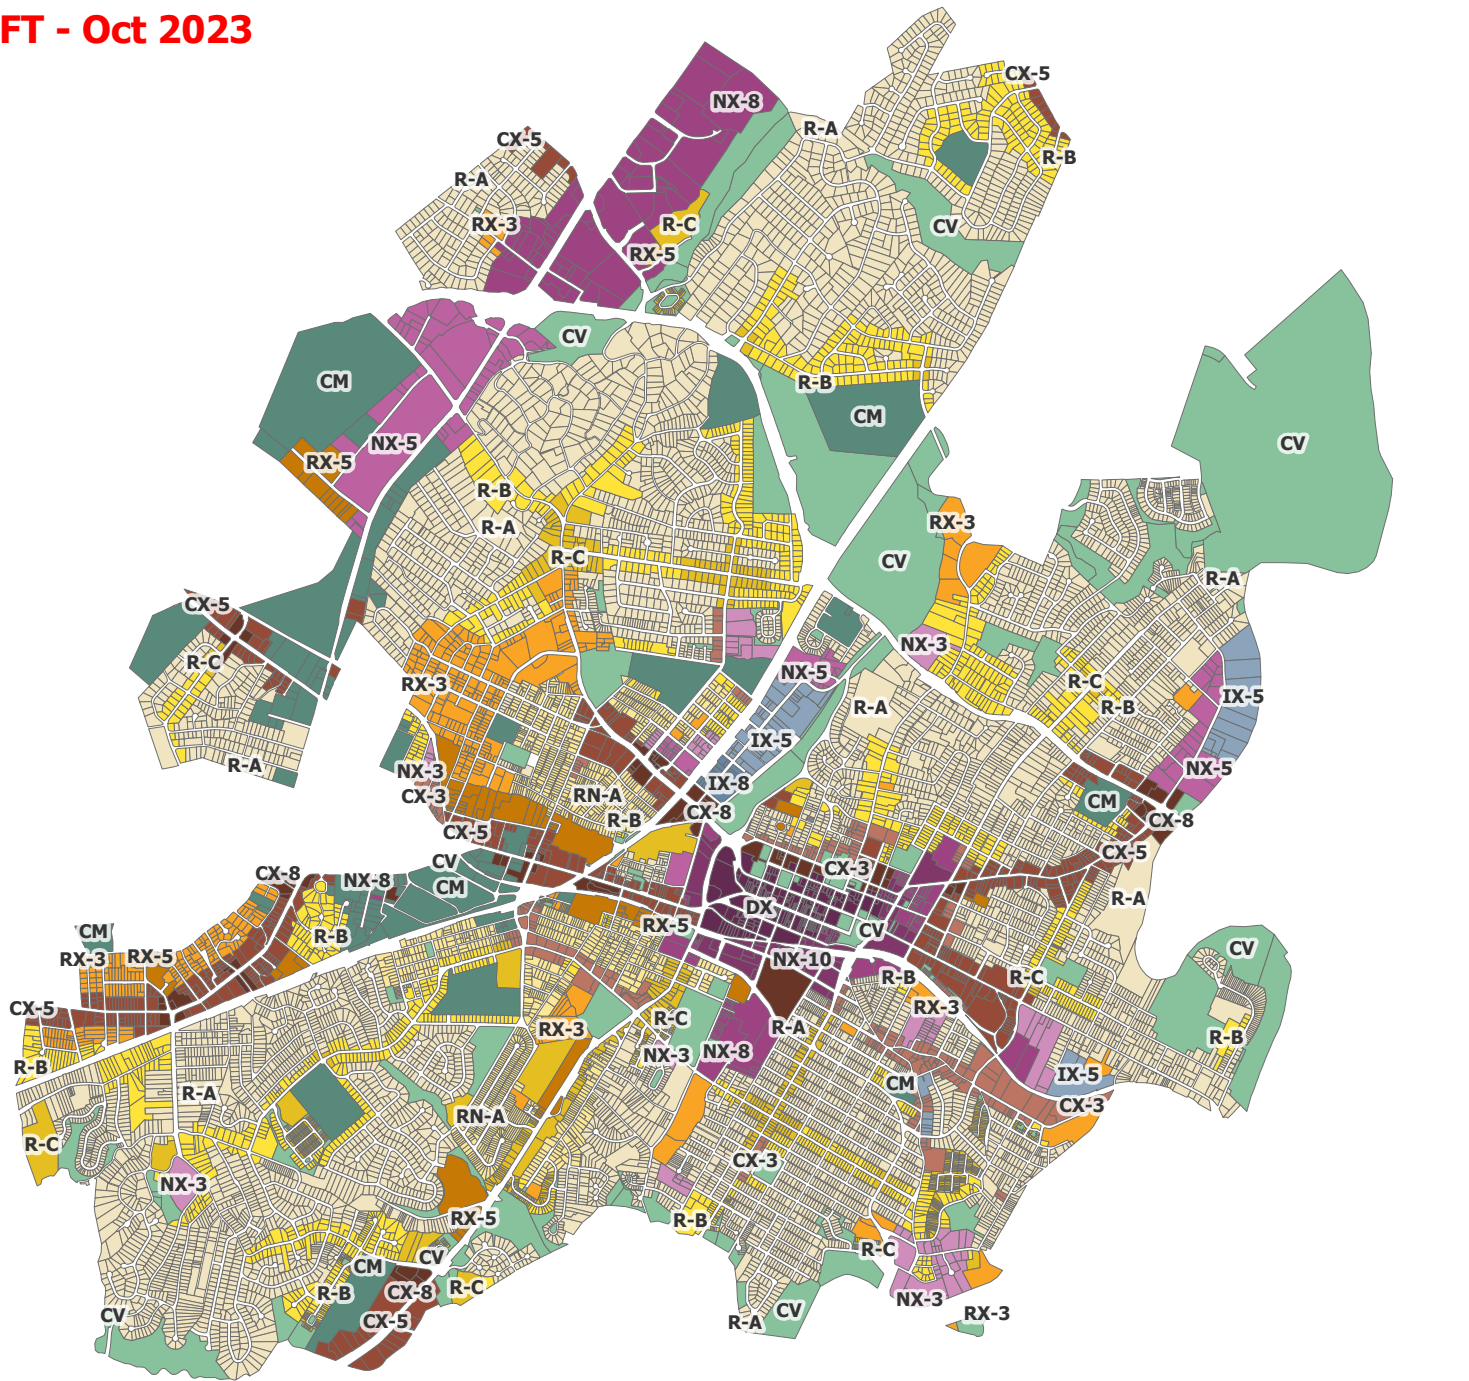 FT - Oct 2023
CX-5
NX-8
R-A
CX-5
R-B
R-A
RX-3
R-C
CV
RX-5
CV
CM
R-B
CM
NX-5
CV
RX-5
R-B
R-A
RX-3
R-C
CV
R-A
CX-5
NX-3
R-C
NX-5
R-C
RX-3
IX-5
R-A
R-B
IX-5
R-A
NX-3
NX-5
IX-8
CX-3
RN-A
CM
CX-8
R-B
CX-8
CX-5
CX-5
CV
CX-3
CX-8
NX-8
CM
R-A
DX
RX-5
CM
CV
R-B
CV
RX-3
RX-5
NX-10
R-B
R-C
CX-5
RX-3
R-C
RX-3
R-A
R-B
NX-3
NX-8
R-B
IX-5
CM
R-A
CX-3
RN-A
R-C
CX-3
NX-3
RX-5
R-B
R-C
CV
CM
R-C
R-B
CX-8
NX-3
CV
CV
RX-3
CX-5
R-A